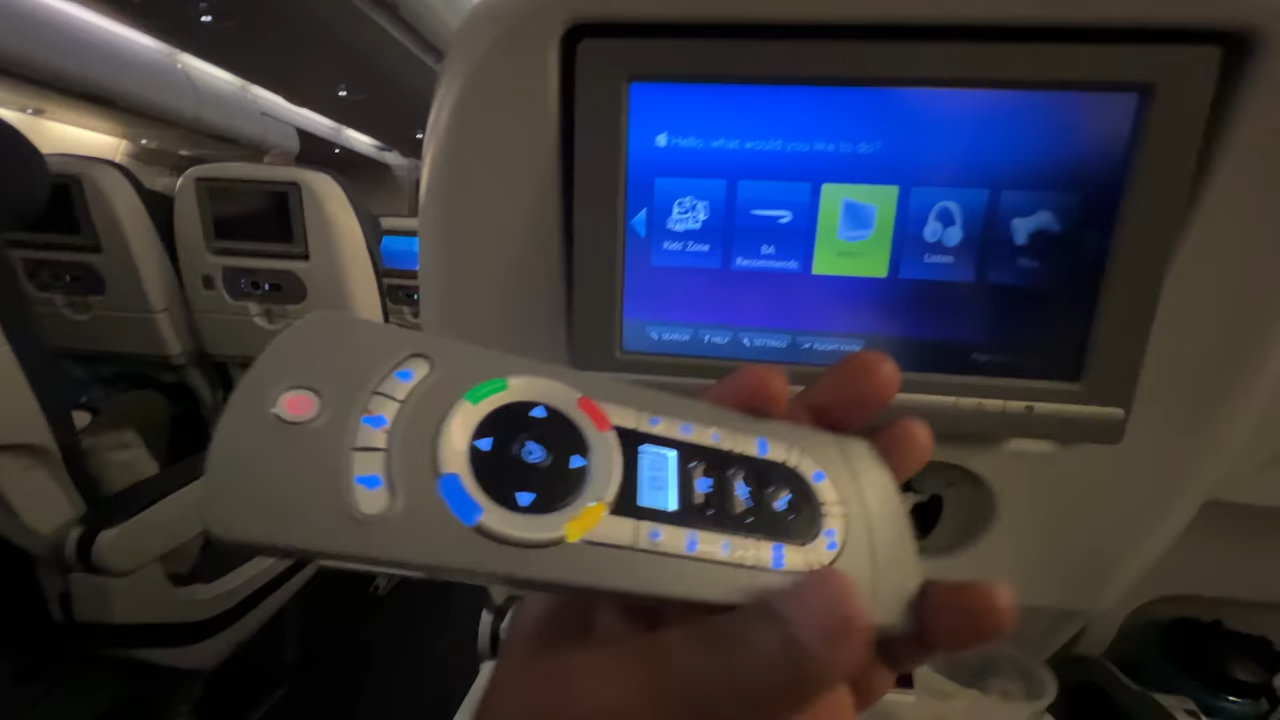 Hello, what would you like to do?
Kids' Zone
BA Recommends
Listen
SEARCH
HELP
SETTINGS
FLIGHT PATH